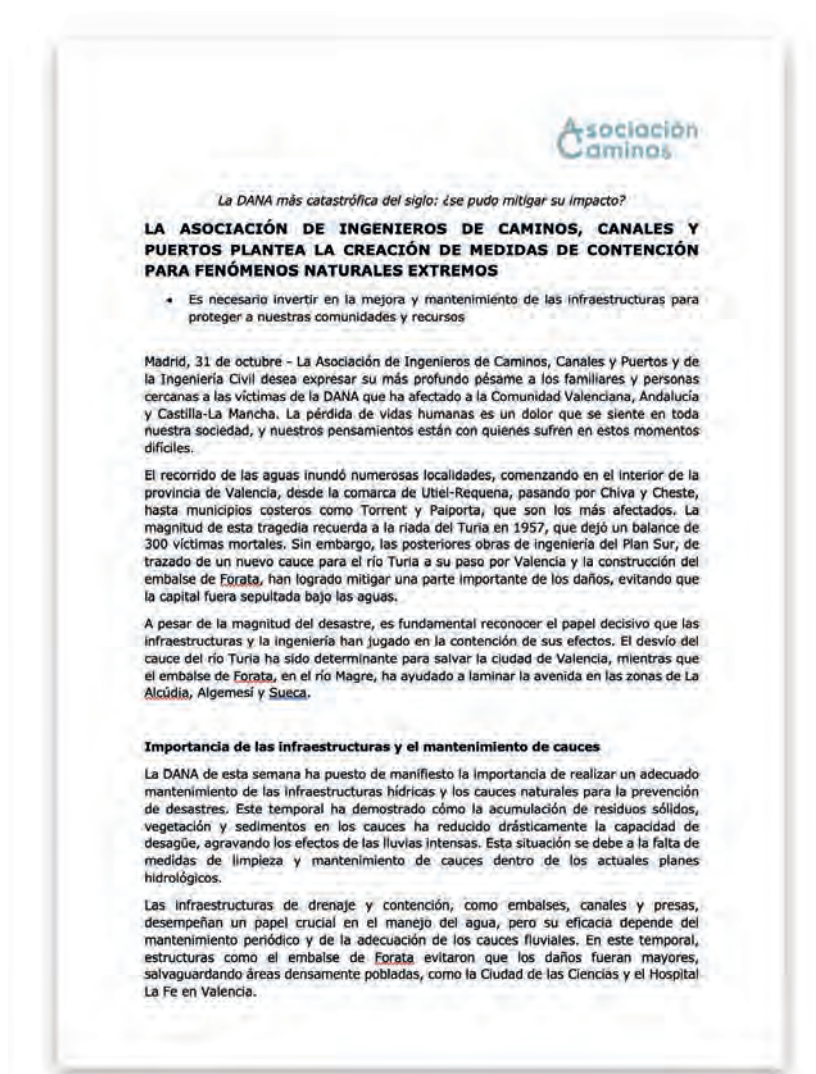 Asociación
Caminos
La DANA más catastrófica del siglo: ¿se pudo mitigar su impacto?
LA ASOCIACIÓN DE INGENIEROS DE CAMINOS, CANALES Y
PUERTOS PLANTEA LA CREACIÓN DE MEDIDAS DE CONTENCIÓN
PARA FENÓMENOS NATURALES EXTREMOS
• Es necesario invertir en la mejora y mantenimiento de las infraestructuras para
proteger a nuestras comunidades y recursos
Madrid, 31 de octubre - La Asociación de Ingenieros de Caminos, Canales y Puertos y de
la Ingeniería Civil desea expresar su más profundo pésame a los familiares y personas
cercanas a las víctimas de la DANA que ha afectado a la Comunidad Valenciana, Andalucía
y Castilla-La Mancha. La pérdida de vidas humanas es un dolor que se siente en toda
nuestra sociedad, y nuestros pensamientos están con quienes sufren en estos momentos
difíciles.
El recorrido de las aguas inundó numerosas localidades, comenzando en el interior de la
provincia de Valencia, desde la comarca de Utiel-Requena, pasando por Chiva y Cheste,
hasta municipios costeros como Torrent y Paiporta, que son los más afectados. La
magnitud de esta tragedia recuerda a la riada del Turia en 1957, que dejó un balance de
300 víctimas mortales. Sin embargo, las posteriores obras de ingeniería del Plan Sur, de
trazado de un nuevo cauce para el río Turia a su paso por Valencia y la construcción del
embalse de Forata, han logrado mitigar una parte importante de los daños, evitando que
la capital fuera sepultada bajo las aguas.
A pesar de la magnitud del desastre, es fundamental reconocer el papel decisivo que las
infraestructuras y la ingeniería han jugado en la contención de sus efectos. El desvío del
cauce del río Turia ha sido determinante para salvar la ciudad de Valencia, mientras que
el embalse de Forata, en el río Magre, ha ayudado a laminar la avenida en las zonas de La
Alcúdia, Algemesí y Sueca.
Importancia de las infraestructuras y el mantenimiento de cauces
La DANA de esta semana ha puesto de manifiesto la importancia de realizar un adecuado
mantenimiento de las infraestructuras hídricas y los cauces naturales para la prevención
de desastres. Este temporal ha demostrado cómo la acumulación de residuos sólidos,
vegetación y sedimentos en los cauces ha reducido drásticamente la capacidad de
desagüe, agravando los efectos de las lluvias intensas. Esta situación se debe a la falta de
medidas de limpieza y mantenimiento de cauces dentro de los actuales planes
hidrológicos.
Las infraestructuras de drenaje y contención, como embalses, canales y presas,
desempeñan un papel crucial en el manejo del agua, pero su eficacia depende del
mantenimiento periódico y de la adecuación de los cauces fluviales. En este temporal,
estructuras como el embalse de Forata evitaron que los daños fueran mayores,
salvaguardando áreas densamente pobladas, como la Ciudad de las Ciencias y el Hospital
La Fe en Valencia.